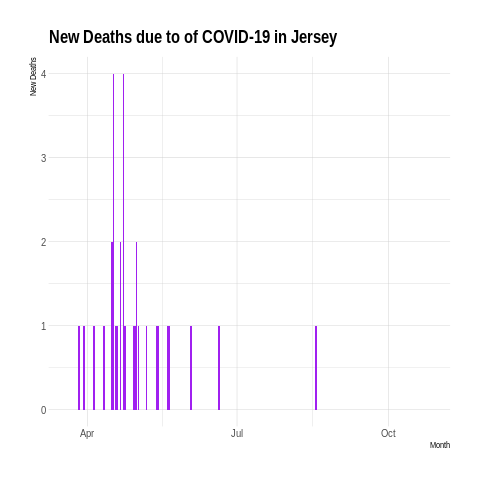 New Deaths due to of COVID-19 in Jersey
New Deaths
4
3
2
1
0
Apr
Jul
Oct
Month